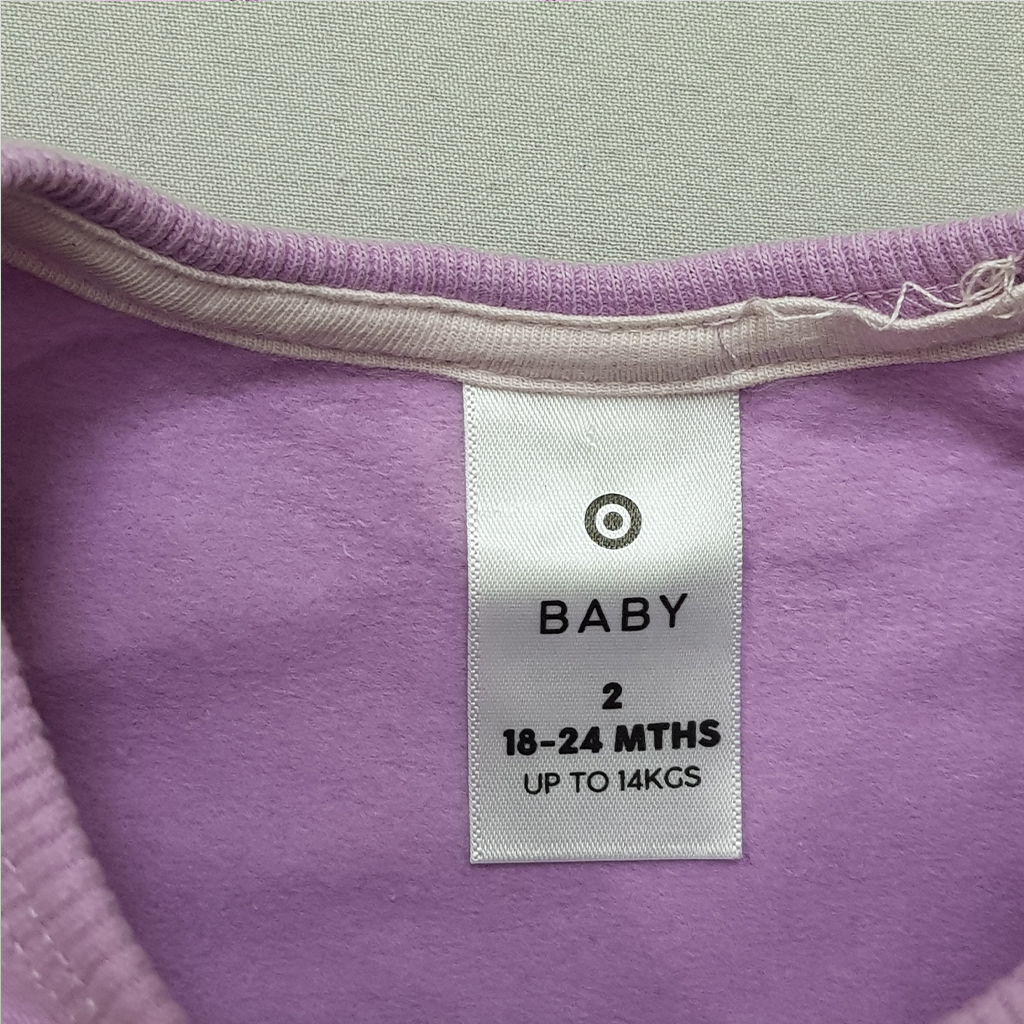 BABY
2
18-24 MTHS
UP TO 14KGS